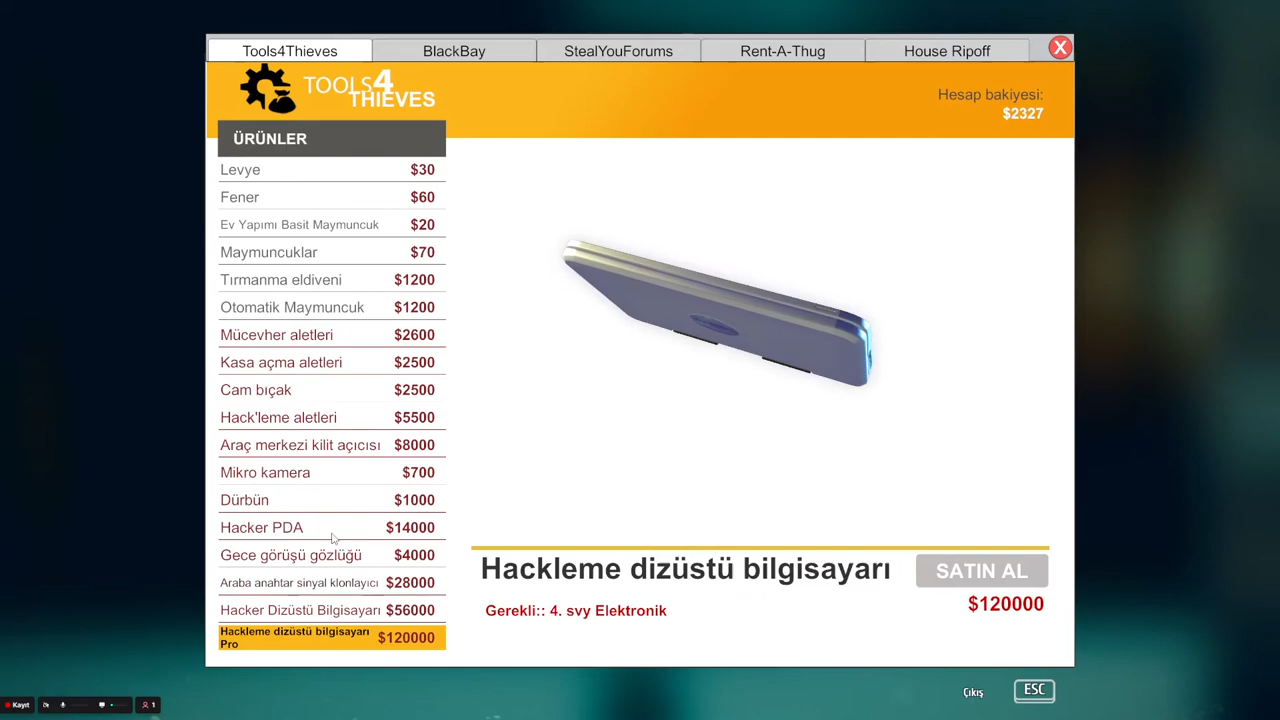 Tools4Thieves
BlackBay
StealYouForums
Rent-A-Thug
House Ripoff
X
TOOLS4
THIEVES
Hesap bakiyesi:
$2327
ÜRÜNLER
Levye $30
Fener $60
Ev Yapımı Basit Maymuncuk $20
Maymuncuklar $70
Tırmanma eldiveni $1200
Otomatik Maymuncuk $1200
Mücevher aletleri $2600
Kasa açma aletleri $2500
Cam bıçak $2500
Hack'leme aletleri $5500
Araç merkezi kilit açıcısı $8000
Mikro kamera $700
Dürbün $1000
Hacker PDA $14000
Gece görüşü gözlüğü $4000
Araba anahtar sinyal klonlayıcı $28000
Hacker Dizüstü Bilgisayarı $56000
Hackleme dizüstü bilgisayarı
Pro $120000
Hackleme dizüstü bilgisayarı
SATIN AL
Gerekli:: 4. svy Elektronik
$120000
Çıkış ESC
Kayıt
1